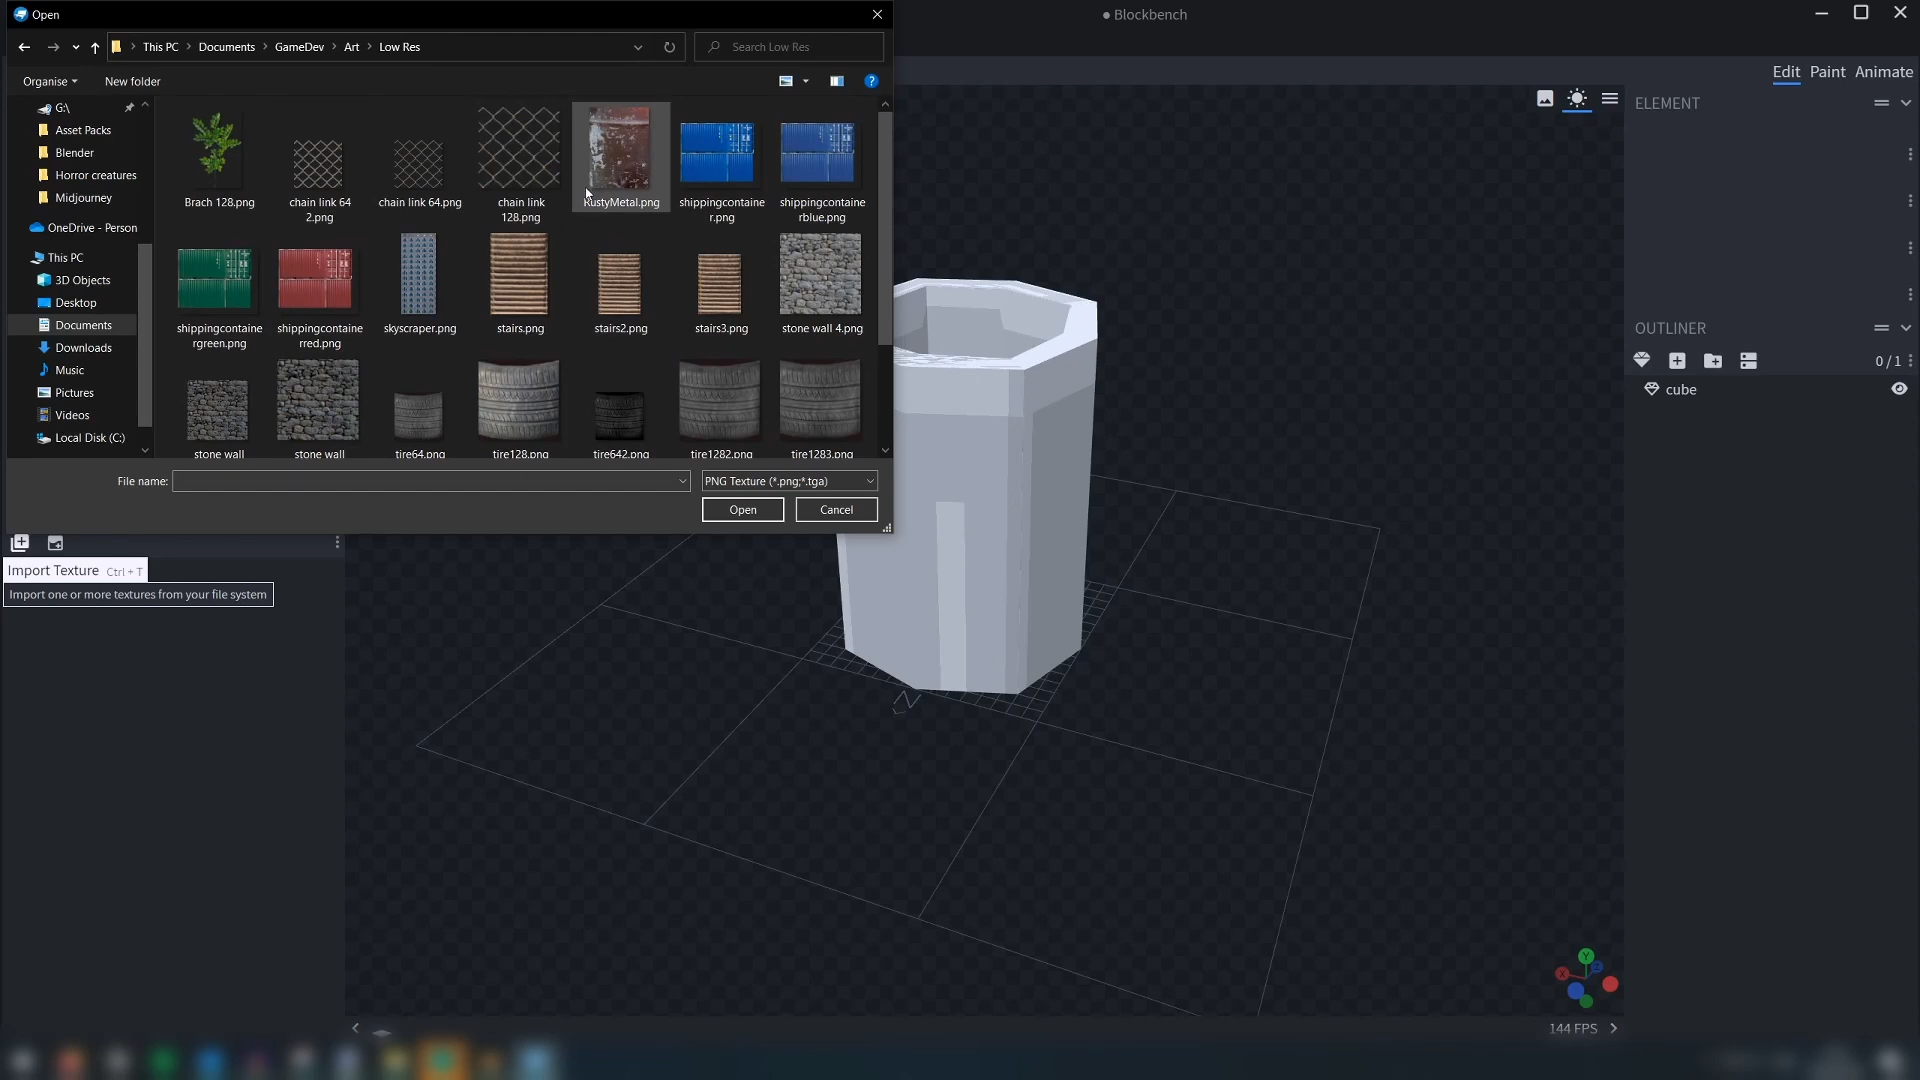 Open
● Blockbench
This PC > Documents > GameDev > Art > Low Res
Search Low Res
Organise
New folder
Edit Paint Animate
G:\
Asset Packs
Blender
Horror creatures
Midjourney
OneDrive - Person
This PC
3D Objects
Desktop
Documents
Downloads
Music
Pictures
Videos
Local Disk (C:)
Brach 128.png
chain link 64
2.png
chain link 64.png
chain link
128.png
RustyMetal.png
shippingcontaine
r.png
shippingcontaine
rblue.png
shippingcontaine
rgreen.png
shippingcontaine
rred.png
skyscraper.png
stairs.png
stairs2.png
stairs3.png
stone wall 4.png
stone wall
stone wall
tire64.png
tire128.png
tire642.png
tire1282.png
tire1283.png
File name:
PNG Texture (*.png;*.tga)
Open
Cancel
Import Texture Ctrl + T
Import one or more textures from your file system
ELEMENT
OUTLINER
0 / 1
cube
N
Y
X
Z
144 FPS